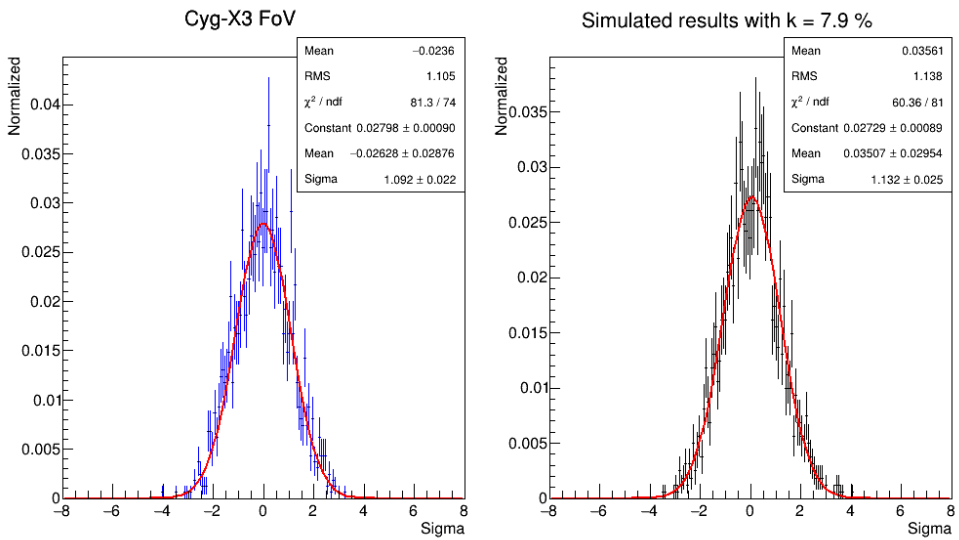 Cyg-X3 FoV
Mean −0.0236
RMS 1.105
χ² / ndf 81.3 / 74
Constant 0.02798 ± 0.00090
Mean −0.02628 ± 0.02876
Sigma 1.092 ± 0.022
Normalized
0.04
0.035
0.03
0.025
0.02
0.015
0.01
0.005
0
−8 −6 −4 −2 0 2 4 6 8
Sigma
Simulated results with k = 7.9 %
Mean 0.03561
RMS 1.138
χ² / ndf 60.36 / 81
Constant 0.02729 ± 0.00089
Mean 0.03507 ± 0.02954
Sigma 1.132 ± 0.025
Normalized
0.035
0.03
0.025
0.02
0.015
0.01
0.005
0
−8 −6 −4 −2 0 2 4 6 8
Sigma